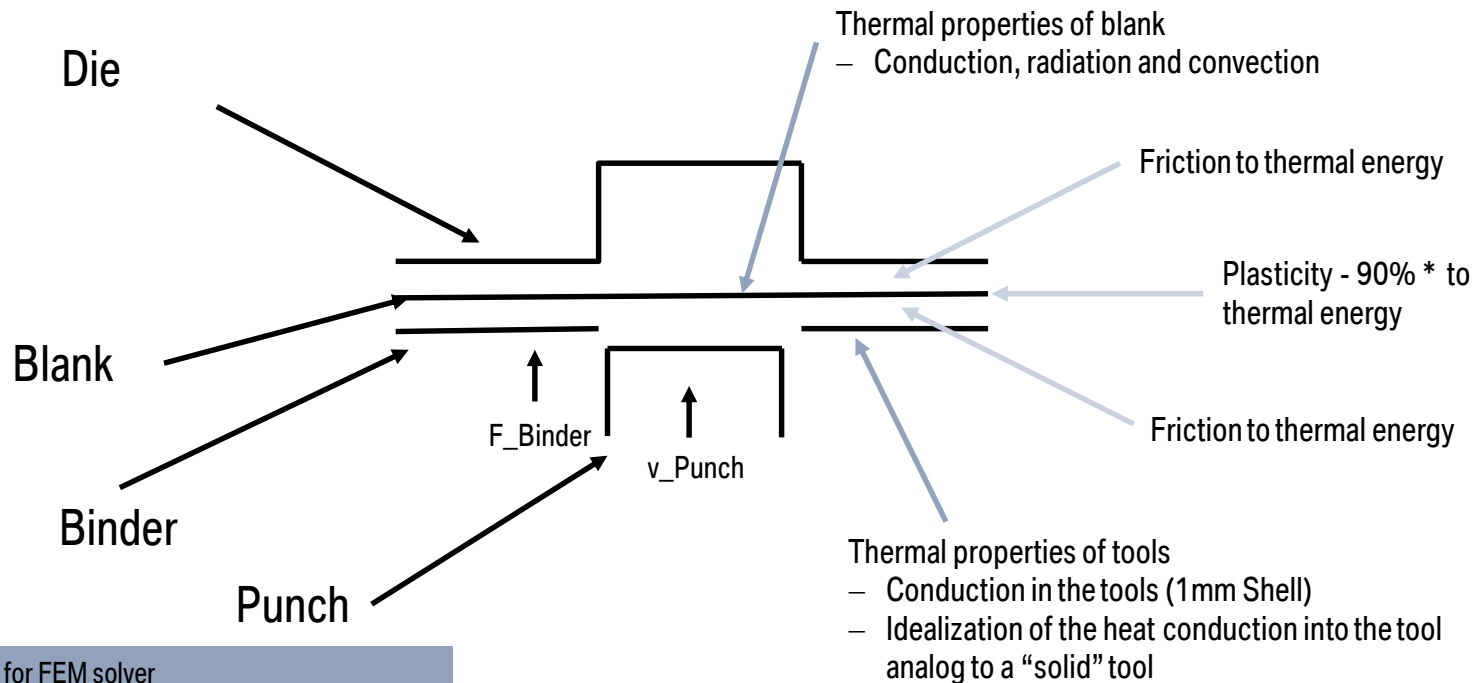 Thermal properties of blank
– Conduction, radiation and convection
Die
Friction to thermal energy
Plasticity - 90% * to
thermal energy
Blank
F_Binder
v_Punch
Friction to thermal energy
Binder
Thermal properties of tools
– Conduction in the tools (1mm Shell)
– Idealization of the heat conduction into the tool
analog to a “solid” tool
Punch
for FEM solver